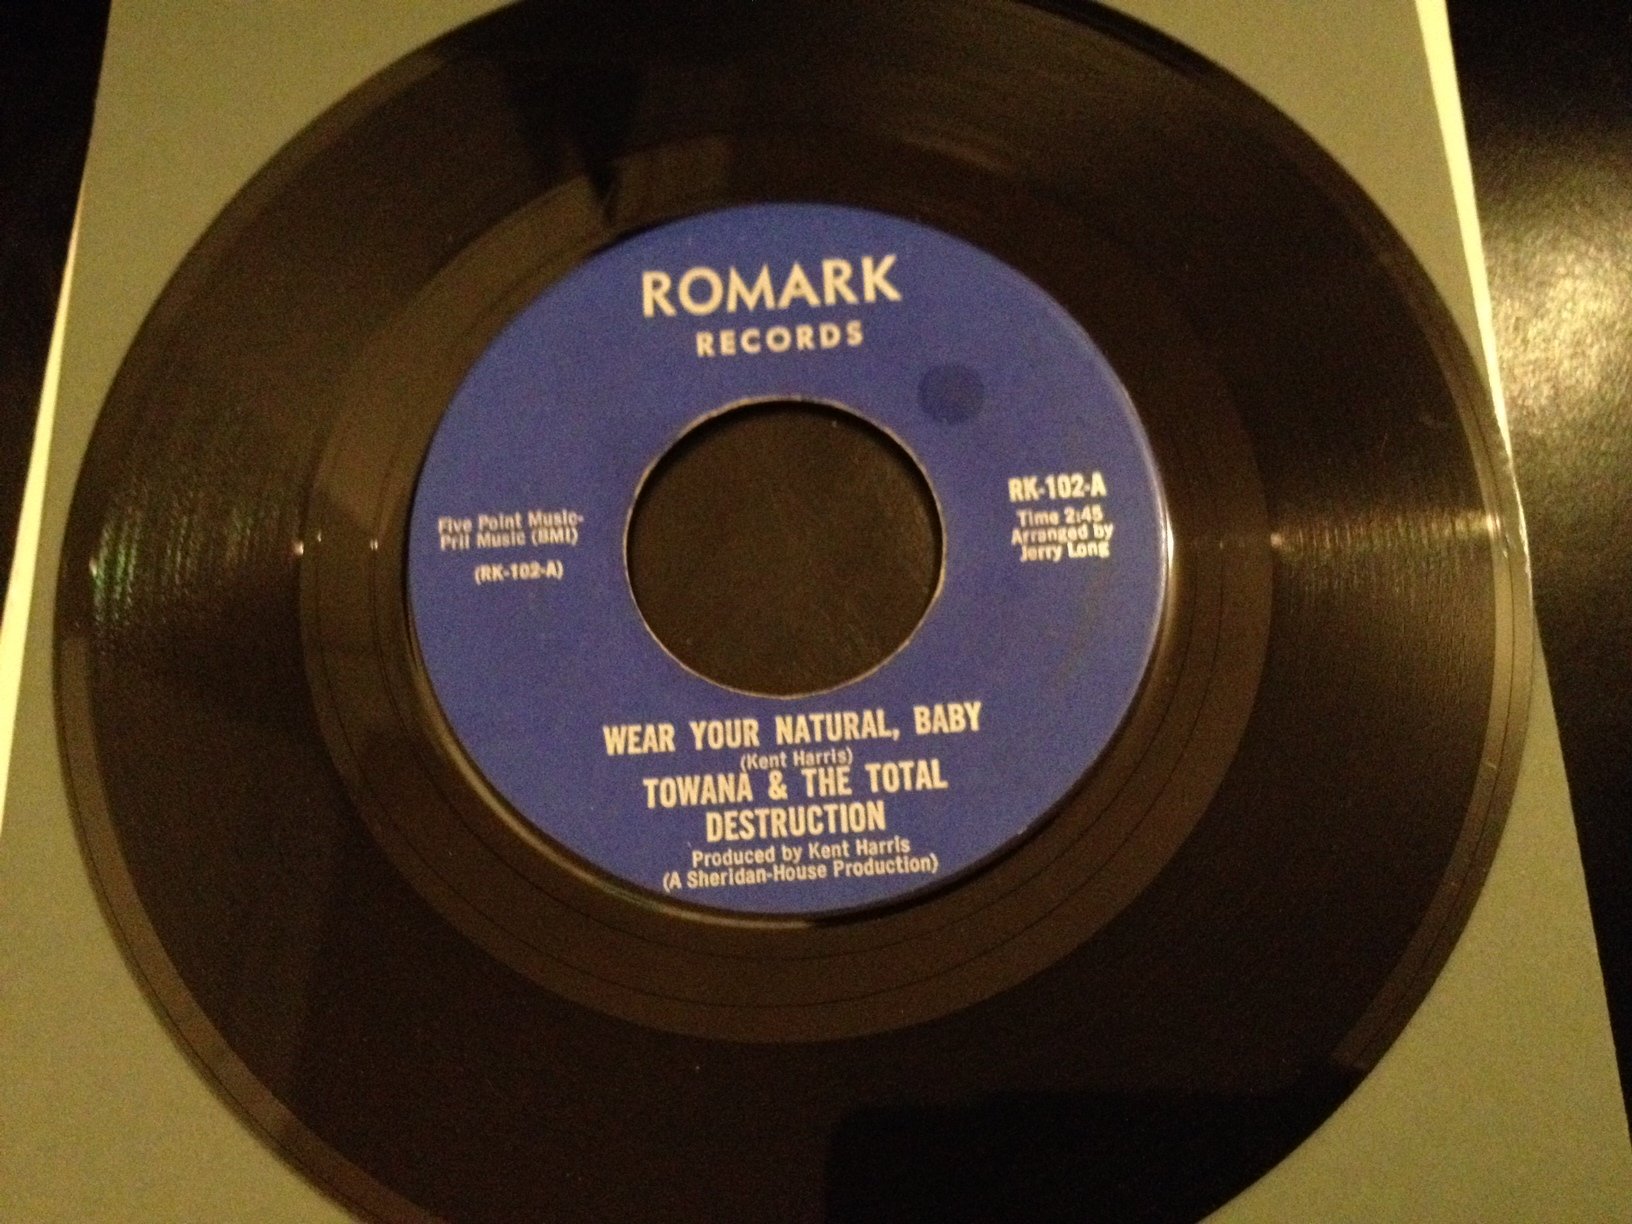 ROMARK
RECORDS
Five Point Music-
Prit Music (BMI)
(RK-102-A)
RK-102-A
Time 2:45
Arranged by
Jerry Long
WEAR YOUR NATURAL, BABY
(Kent Harris)
TOWANA & THE TOTAL
DESTRUCTION
Produced by Kent Harris
(A Sheridan-House Production)